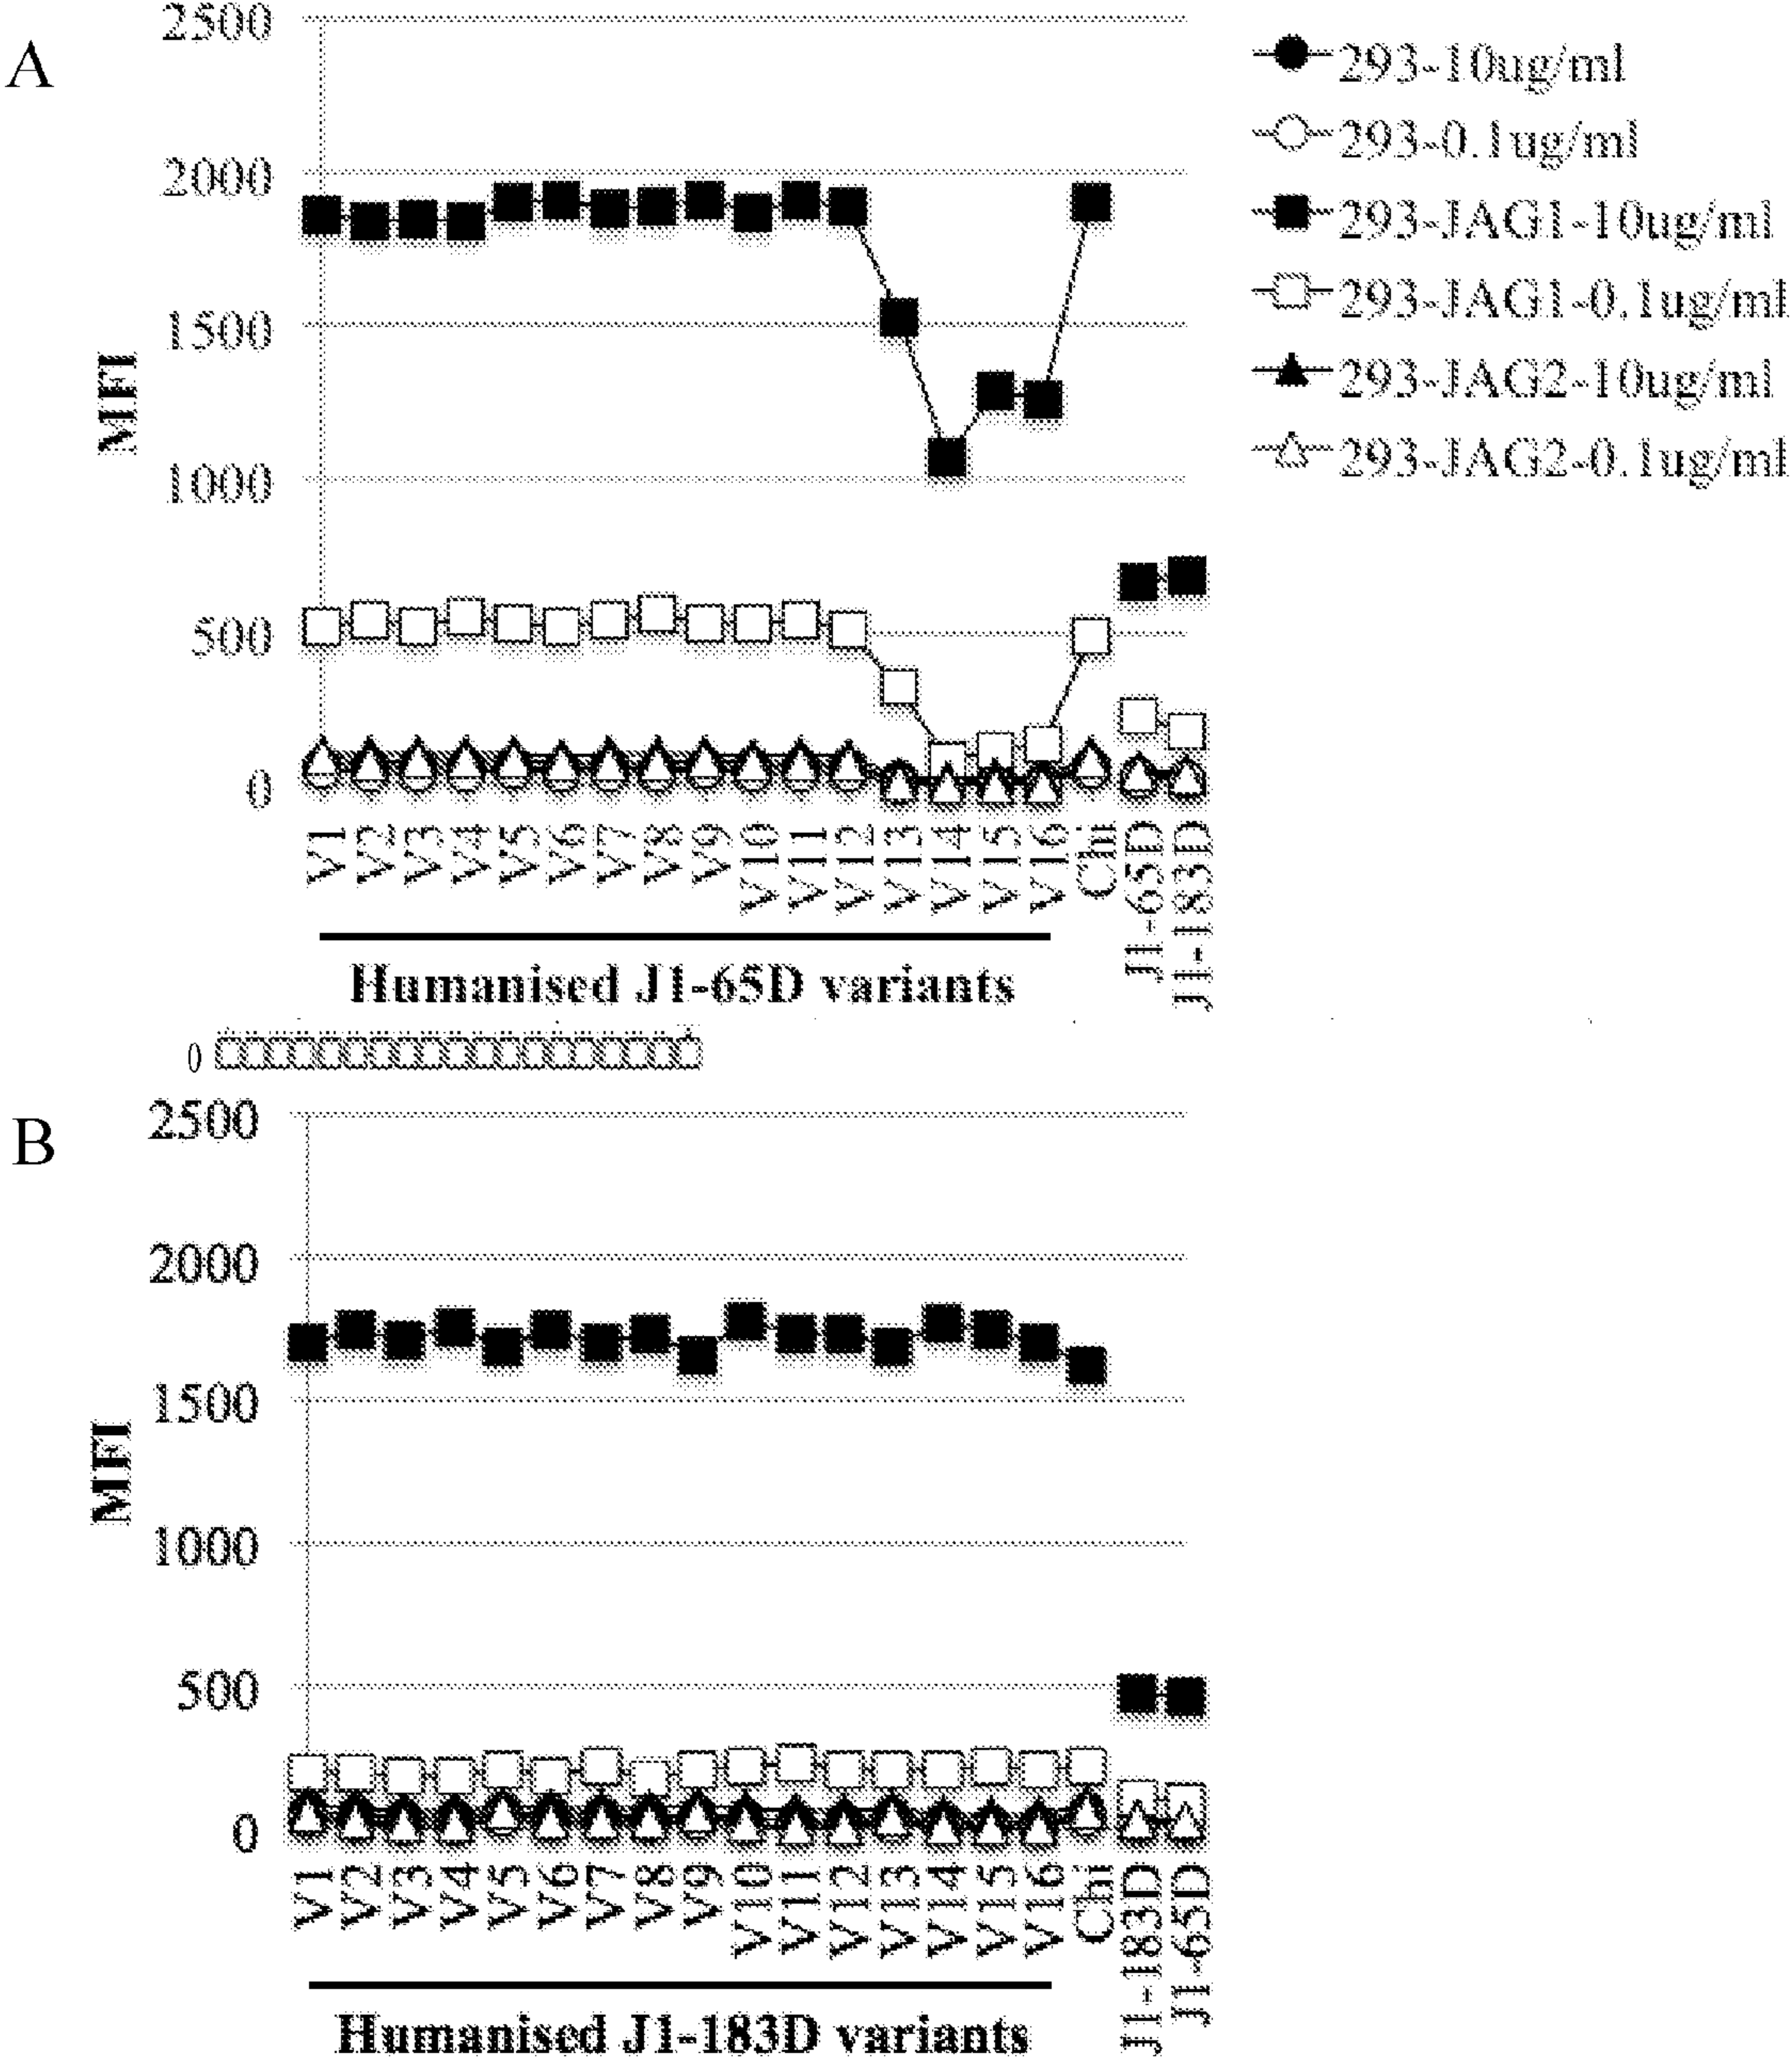 A
2500
2000
1500
1000
500
0
MFI
293-10ug/ml
293-0.1ug/ml
293-JAG1-10ug/ml
293-JAG1-0.1ug/ml
293-JAG2-10ug/ml
293-JAG2-0.1ug/ml
V1 V2 V3 V4 V5 V6 V7 V8 V9 V10 V11 V12 V13 V14 V15 V16 Chi J1-65D J1-183D
Humanised J1-65D variants
0
B
2500
2000
1500
1000
500
0
MFI
V1 V2 V3 V4 V5 V6 V7 V8 V9 V10 V11 V12 V13 V14 V15 V16 Chi J1-183D J1-65D
Humanised J1-183D variants